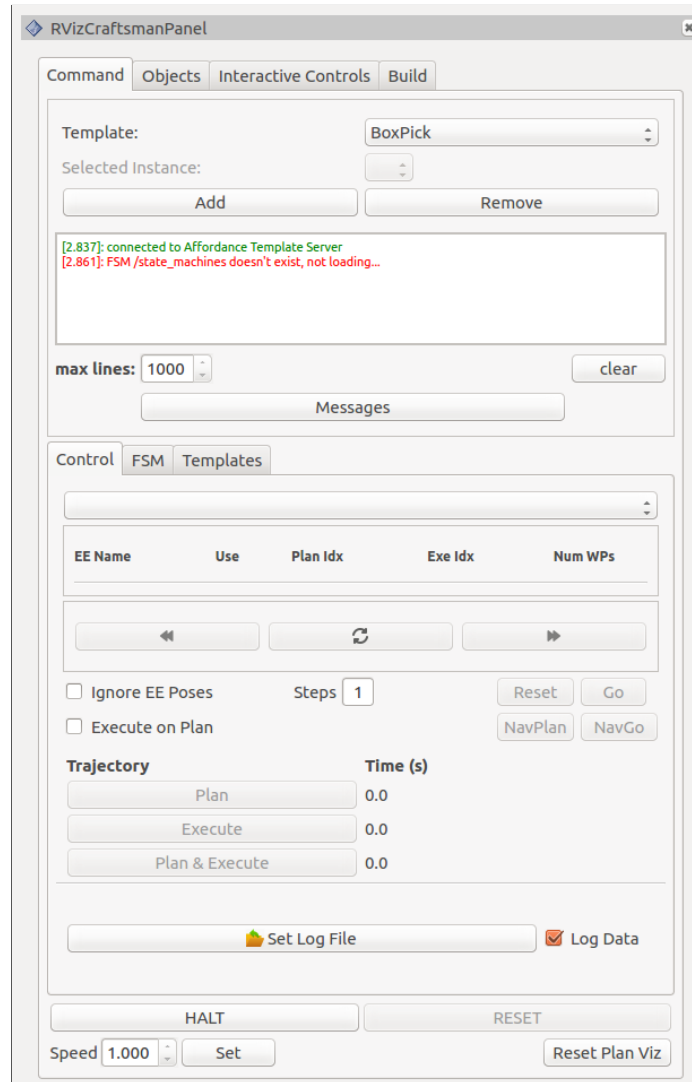 RVizCraftsmanPanel
Command Objects Interactive Controls Build
Template: BoxPick
Selected Instance:
Add Remove
[2.837]: connected to Affordance Template Server
[2.861]: FSM /state_machines doesn't exist, not loading...
max lines: 1000 clear
Messages
Control FSM Templates
EE Name Use Plan Idx Exe Idx Num WPs
Ignore EE Poses Steps 1 Reset Go
Execute on Plan NavPlan NavGo
Trajectory Time (s)
Plan 0.0
Execute 0.0
Plan & Execute 0.0
Set Log File Log Data
HALT RESET
Speed 1.000 Set Reset Plan Viz